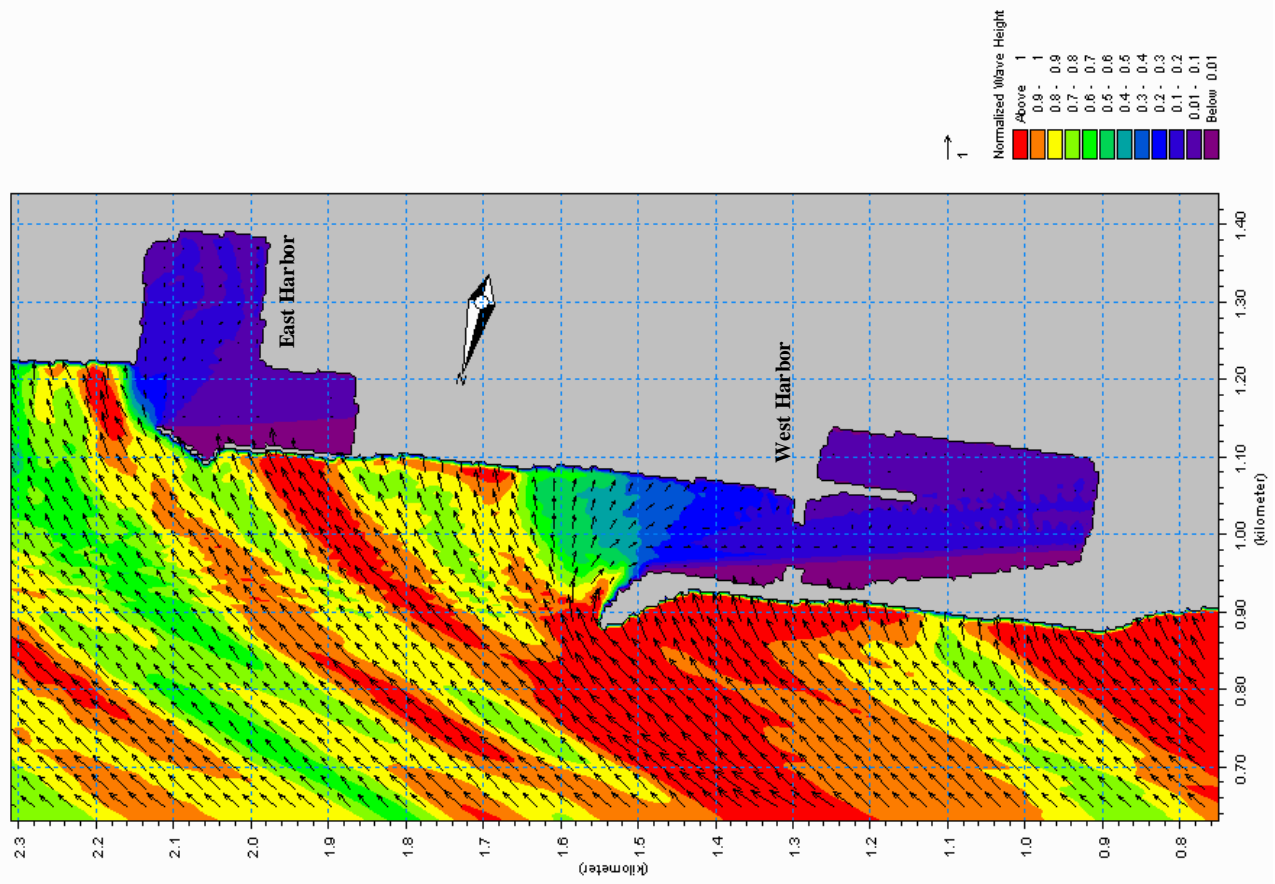 Normalized Wave Height
Above 1
0.9 - 1
0.8 - 0.9
0.7 - 0.8
0.6 - 0.7
0.5 - 0.6
0.4 - 0.5
0.3 - 0.4
0.2 - 0.3
0.1 - 0.2
0.01 - 0.1
Below 0.01
1
East Harbor
West Harbor
N
2.3
2.2
2.1
2.0
1.9
1.8
1.7
1.6
1.5
1.4
1.3
1.2
1.1
1.0
0.9
0.8
(kilometer)
0.70
0.80
0.90
1.00
1.10
1.20
1.30
1.40
(kilometer)